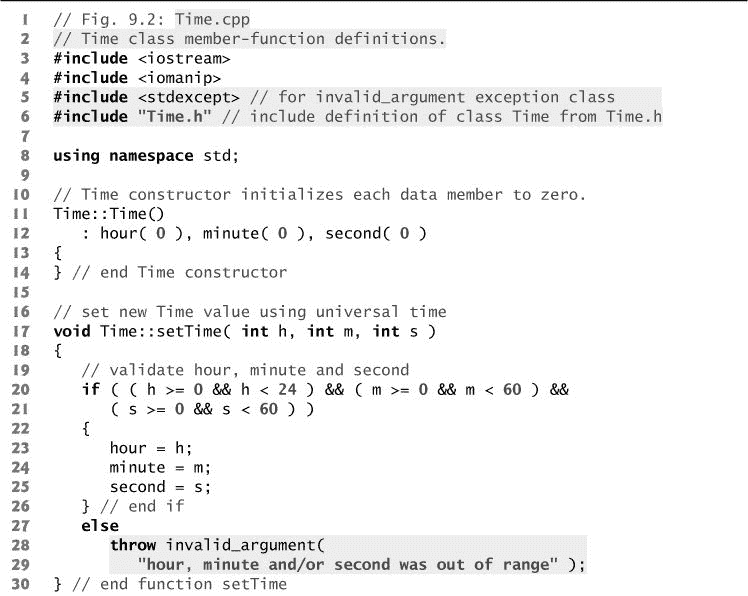 1 // Fig. 9.2: Time.cpp
2 // Time class member-function definitions.
3 #include <iostream>
4 #include <iomanip>
5 #include <stdexcept> // for invalid_argument exception class
6 #include "Time.h" // include definition of class Time from Time.h
7
8 using namespace std;
9
10 // Time constructor initializes each data member to zero.
11 Time::Time()
12    : hour( 0 ), minute( 0 ), second( 0 )
13 {
14 } // end Time constructor
15
16 // set new Time value using universal time
17 void Time::setTime( int h, int m, int s )
18 {
19    // validate hour, minute and second
20    if ( ( h >= 0 && h < 24 ) && ( m >= 0 && m < 60 ) &&
21       ( s >= 0 && s < 60 ) )
22    {
23       hour = h;
24       minute = m;
25       second = s;
26    } // end if
27    else
28       throw invalid_argument(
29          "hour, minute and/or second was out of range" );
30 } // end function setTime